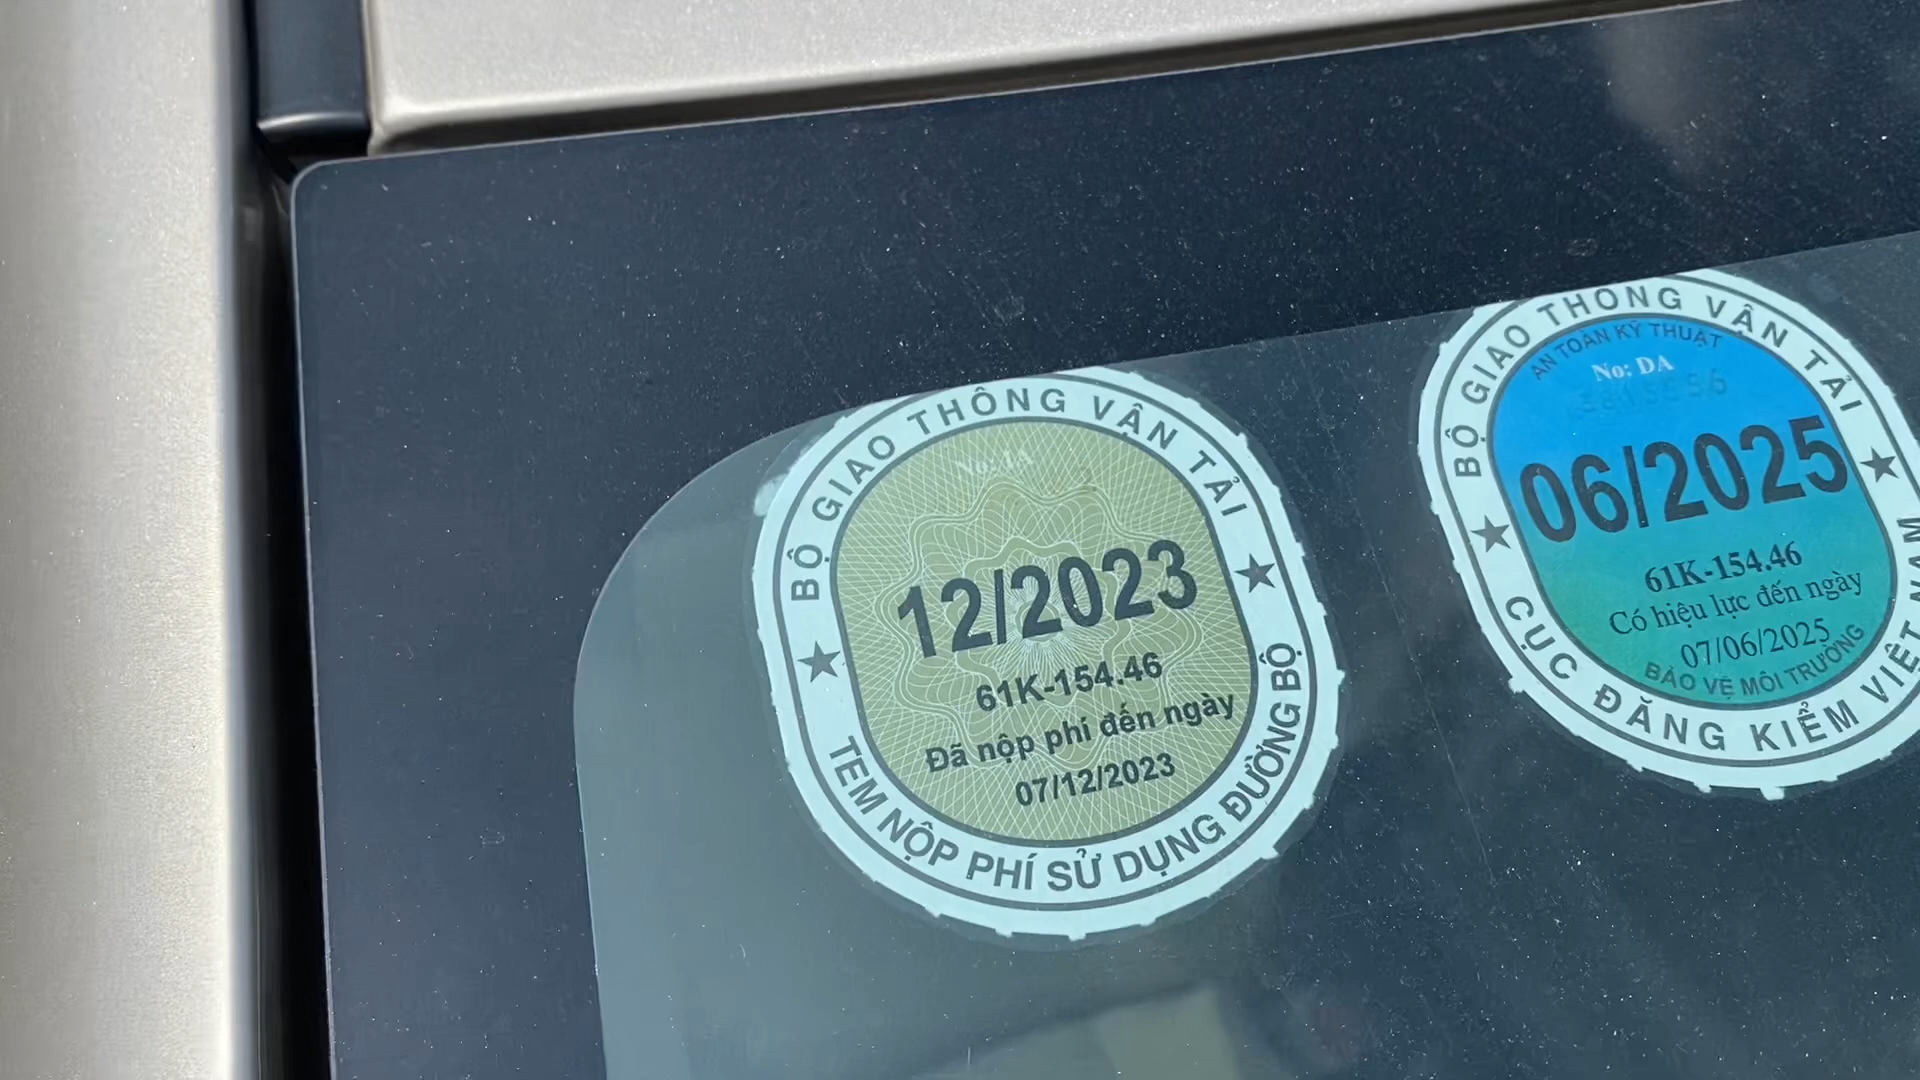 BỘ GIAO THÔNG VẬN TẢI
No: DA
12/2023
61K-154.46
Đã nộp phí đến ngày
07/12/2023
TEM NỘP PHÍ SỬ DỤNG ĐƯỜNG BỘ
BỘ GIAO THÔNG VẬN TẢI
AN TOÀN KỸ THUẬT
No: DA
06/2025
61K-154.46
Có hiệu lực đến ngày
07/06/2025
BẢO VỆ MÔI TRƯỜNG
CỤC ĐĂNG KIỂM VIỆT NAM